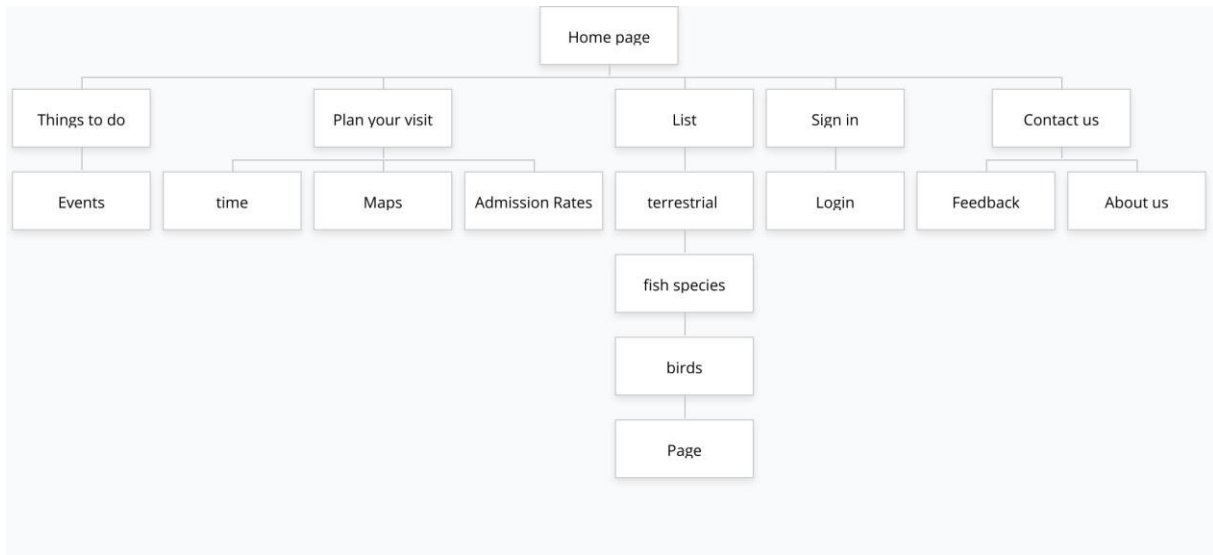 Home page
Things to do
Plan your visit
List
Sign in
Contact us
Events
time
Maps
Admission Rates
terrestrial
Login
Feedback
About us
fish species
birds
Page